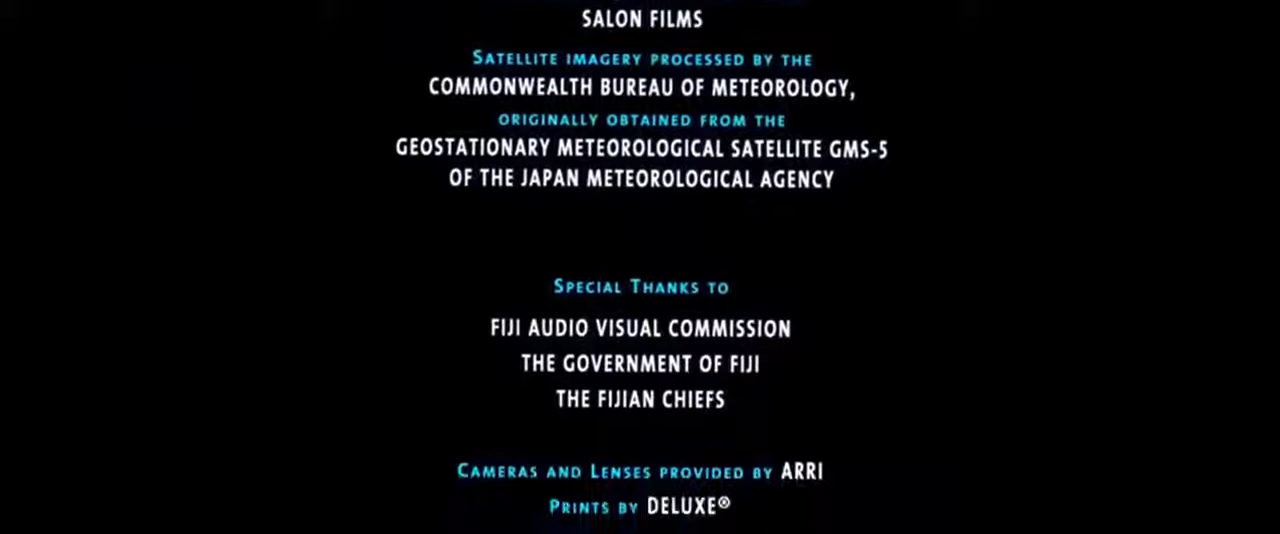 SALON FILMS
SATELLITE IMAGERY PROCESSED BY THE
COMMONWEALTH BUREAU OF METEOROLOGY,
ORIGINALLY OBTAINED FROM THE
GEOSTATIONARY METEOROLOGICAL SATELLITE GMS-5
OF THE JAPAN METEOROLOGICAL AGENCY
SPECIAL THANKS TO
FIJI AUDIO VISUAL COMMISSION
THE GOVERNMENT OF FIJI
THE FIJIAN CHIEFS
CAMERAS AND LENSES PROVIDED BY ARRI
PRINTS BY DELUXE®